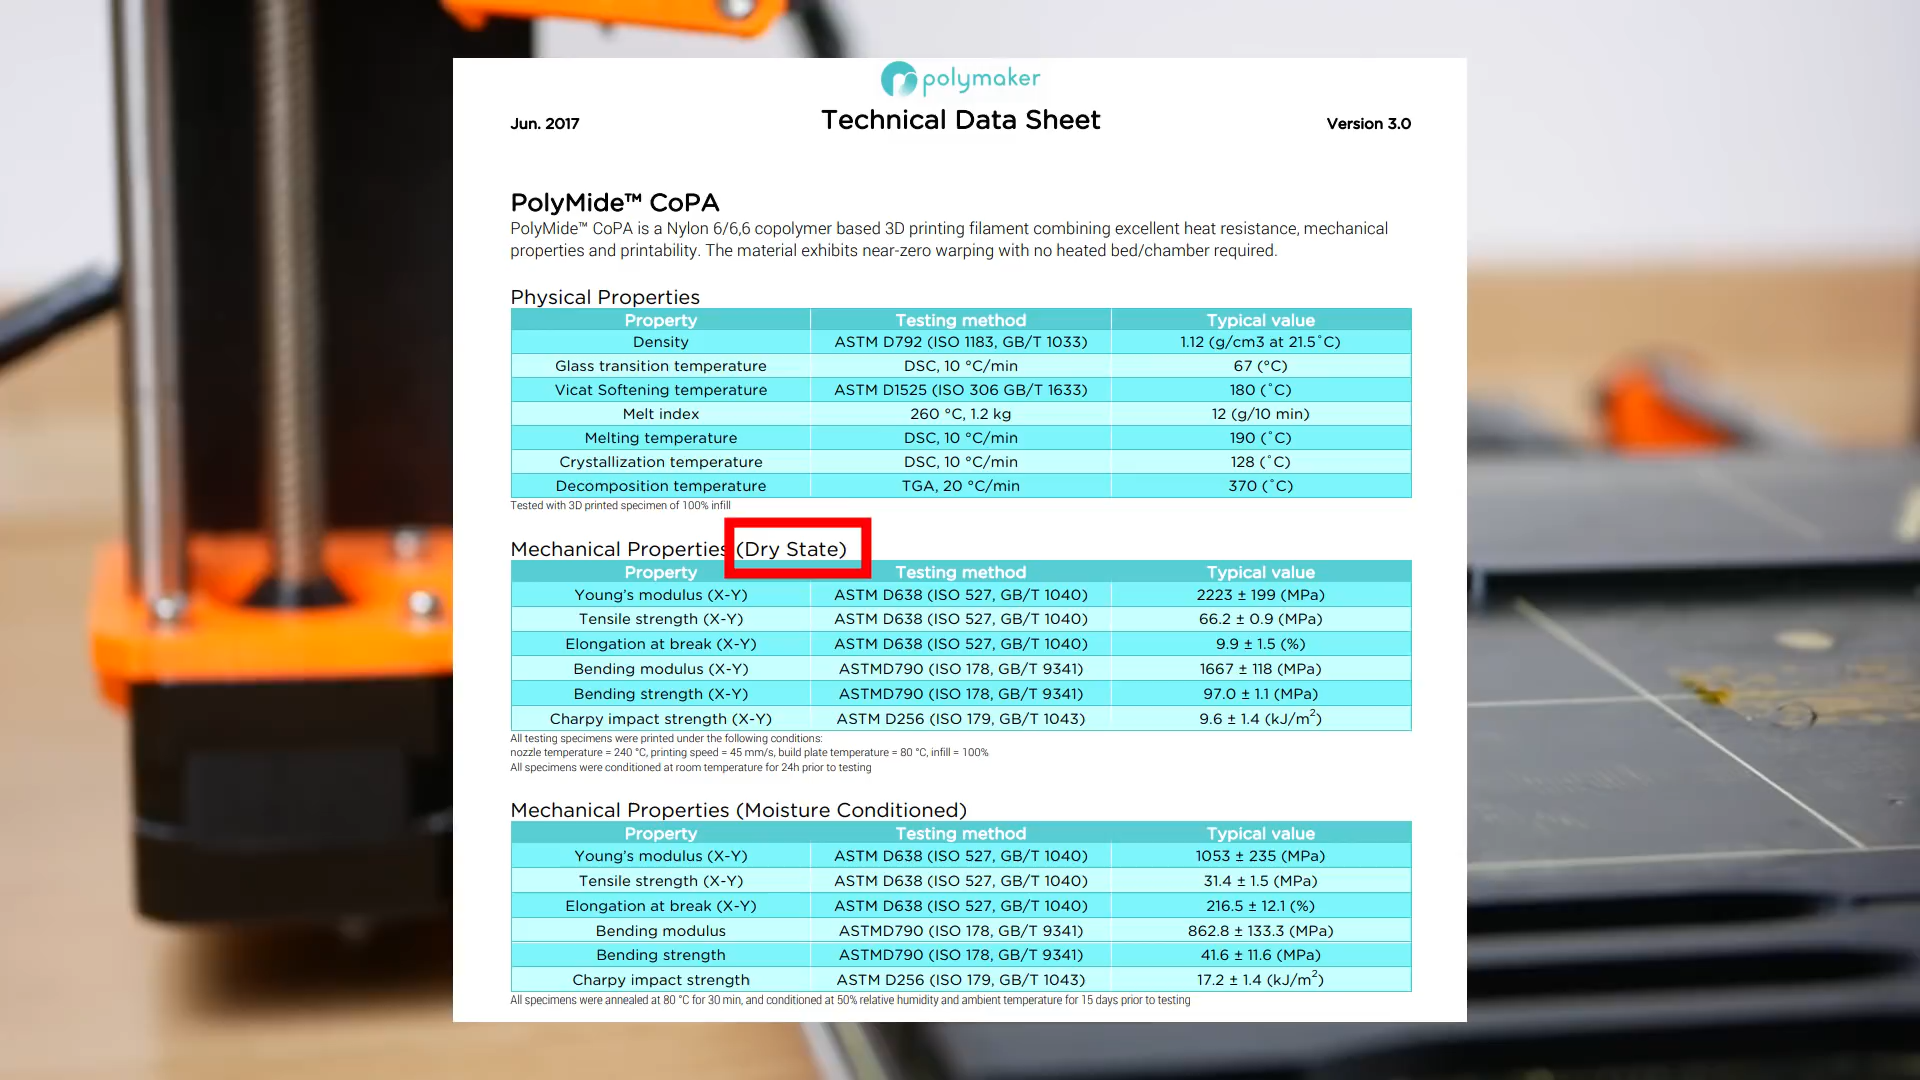 polymaker
Jun. 2017 Technical Data Sheet Version 3.0
PolyMide™ CoPA
PolyMide™ CoPA is a Nylon 6/6,6 copolymer based 3D printing filament combining excellent heat resistance, mechanical
properties and printability. The material exhibits near-zero warping with no heated bed/chamber required.
Physical Properties
Property Testing method Typical value
Density ASTM D792 (ISO 1183, GB/T 1033) 1.12 (g/cm3 at 21.5˚C)
Glass transition temperature DSC, 10 °C/min 67 (°C)
Vicat Softening temperature ASTM D1525 (ISO 306 GB/T 1633) 180 (˚C)
Melt index 260 °C, 1.2 kg 12 (g/10 min)
Melting temperature DSC, 10 °C/min 190 (˚C)
Crystallization temperature DSC, 10 °C/min 128 (˚C)
Decomposition temperature TGA, 20 °C/min 370 (˚C)
Tested with 3D printed specimen of 100% infill
Mechanical Properties (Dry State)
Property Testing method Typical value
Young's modulus (X-Y) ASTM D638 (ISO 527, GB/T 1040) 2223 ± 199 (MPa)
Tensile strength (X-Y) ASTM D638 (ISO 527, GB/T 1040) 66.2 ± 0.9 (MPa)
Elongation at break (X-Y) ASTM D638 (ISO 527, GB/T 1040) 9.9 ± 1.5 (%)
Bending modulus (X-Y) ASTMD790 (ISO 178, GB/T 9341) 1667 ± 118 (MPa)
Bending strength (X-Y) ASTMD790 (ISO 178, GB/T 9341) 97.0 ± 1.1 (MPa)
Charpy impact strength (X-Y) ASTM D256 (ISO 179, GB/T 1043) 9.6 ± 1.4 (kJ/m²)
All testing specimens were printed under the following conditions:
nozzle temperature = 240 °C, printing speed = 45 mm/s, build plate temperature = 80 °C, infill = 100%
All specimens were conditioned at room temperature for 24h prior to testing
Mechanical Properties (Moisture Conditioned)
Property Testing method Typical value
Young's modulus (X-Y) ASTM D638 (ISO 527, GB/T 1040) 1053 ± 235 (MPa)
Tensile strength (X-Y) ASTM D638 (ISO 527, GB/T 1040) 31.4 ± 1.5 (MPa)
Elongation at break (X-Y) ASTM D638 (ISO 527, GB/T 1040) 216.5 ± 12.1 (%)
Bending modulus ASTMD790 (ISO 178, GB/T 9341) 862.8 ± 133.3 (MPa)
Bending strength ASTMD790 (ISO 178, GB/T 9341) 41.6 ± 11.6 (MPa)
Charpy impact strength ASTM D256 (ISO 179, GB/T 1043) 17.2 ± 1.4 (kJ/m²)
All specimens were annealed at 80 °C for 30 min, and conditioned at 50% relative humidity and ambient temperature for 15 days prior to testing